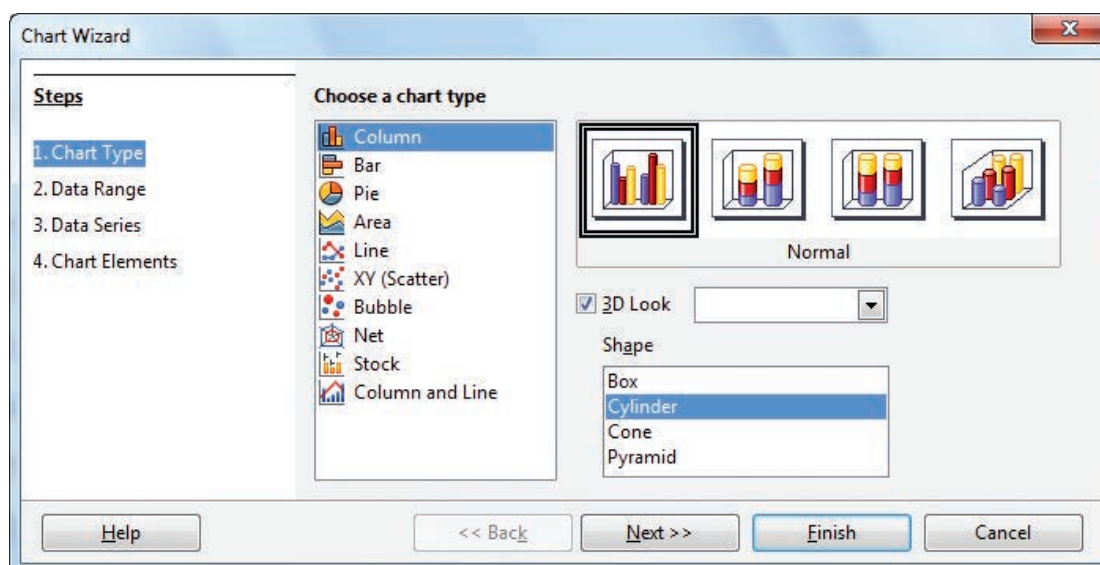 Chart Wizard
Steps
1. Chart Type
2. Data Range
3. Data Series
4. Chart Elements
Choose a chart type
Column
Bar
Pie
Area
Line
XY (Scatter)
Bubble
Net
Stock
Column and Line
Normal
3D Look
Shape
Box
Cylinder
Cone
Pyramid
Help
<< Back
Next >>
Finish
Cancel